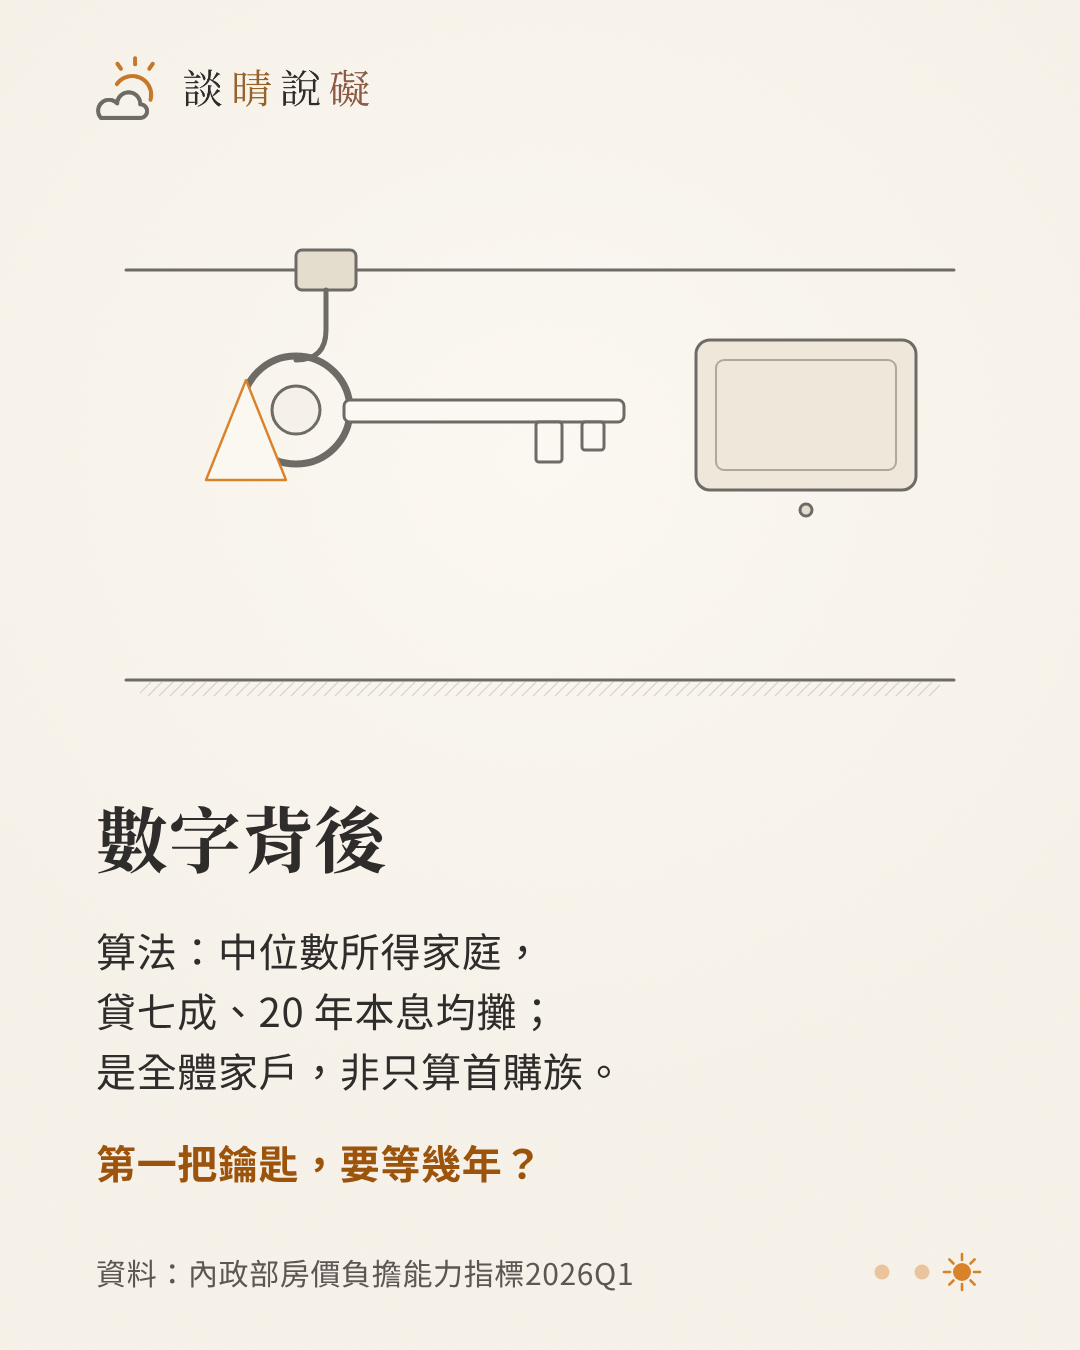 談晴說礙
數字背後
算法：中位數所得家庭，
貸七成、20 年本息均攤；
是全體家戶，非只算首購族。
第一把鑰匙，要等幾年？
資料：內政部房價負擔能力指標2026Q1